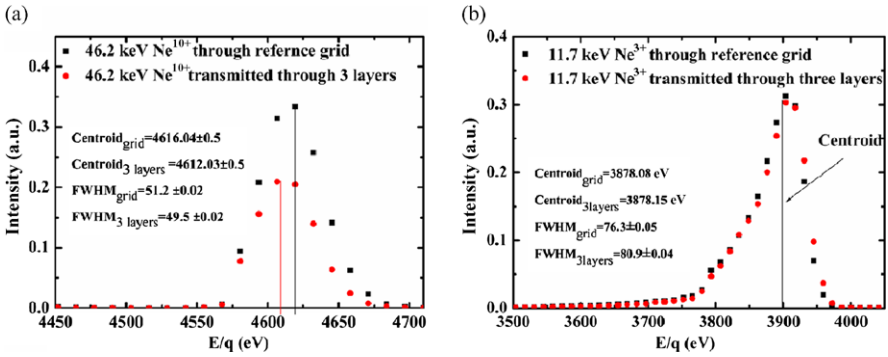 (a)
46.2 keV Ne10+ through refernce grid
46.2 keV Ne10+ transmitted through 3 layers
Centroidgrid=4616.04±0.5
Centroid3 layers=4612.03±0.5
FWHMgrid=51.2 ±0.02
FWHM3 layers=49.5 ±0.02
Intensity (a.u.)
0.4
0.3
0.2
0.1
0.0
4450 4500 4550 4600 4650 4700
E/q (eV)
(b)
11.7 keV Ne3+ through reference grid
11.7 keV Ne3+ transmitted through three layers
Centroid
Centroidgrid=3878.08 eV
Centroid3layers=3878.15 eV
FWHMgrid=76.3±0.05
FWHM3layers=80.9±0.04
Intensity (a.u.)
0.4
0.3
0.2
0.1
0.0
3500 3600 3700 3800 3900 4000
E/q (eV)